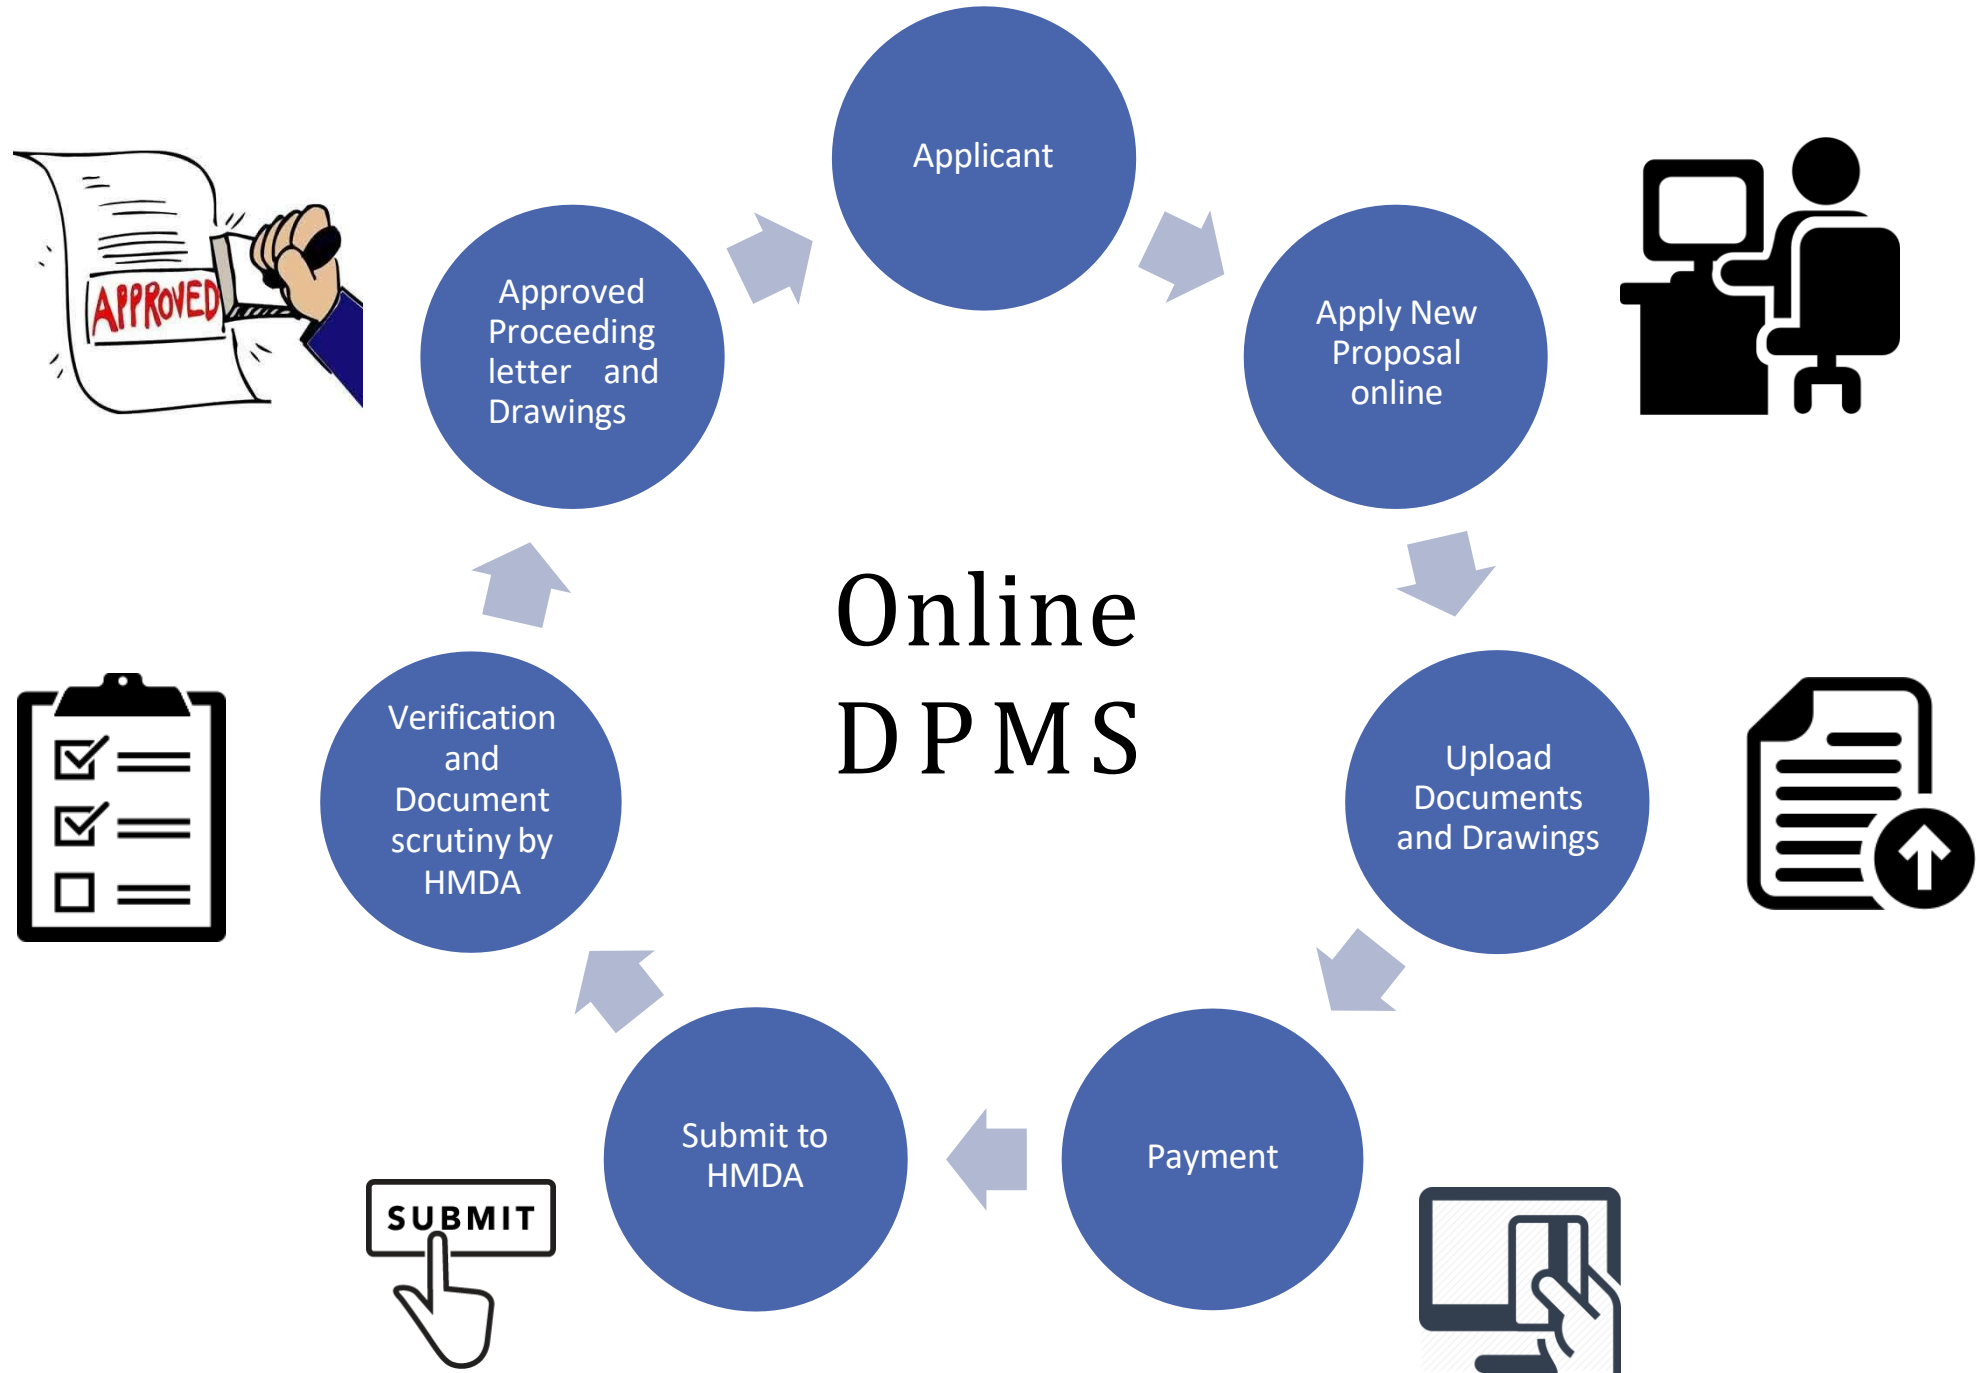 Applicant
Apply New
Proposal
online
Upload
Documents
and Drawings
Payment
Submit to
HMDA
Verification
and
Document
scrutiny by
HMDA
Approved
Proceeding
letter and
Drawings
Online
DPMS
APPROVED
SUBMIT